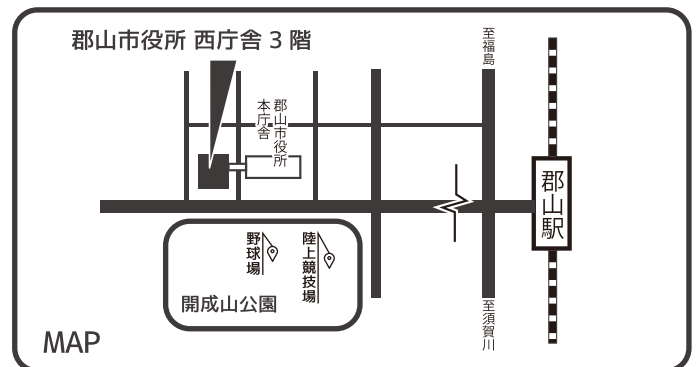 郡山市役所 西庁舎 3 階
至福島
郡山市役所
本庁舎
郡山駅
野球場
陸上競技場
開成山公園
至須賀川
MAP